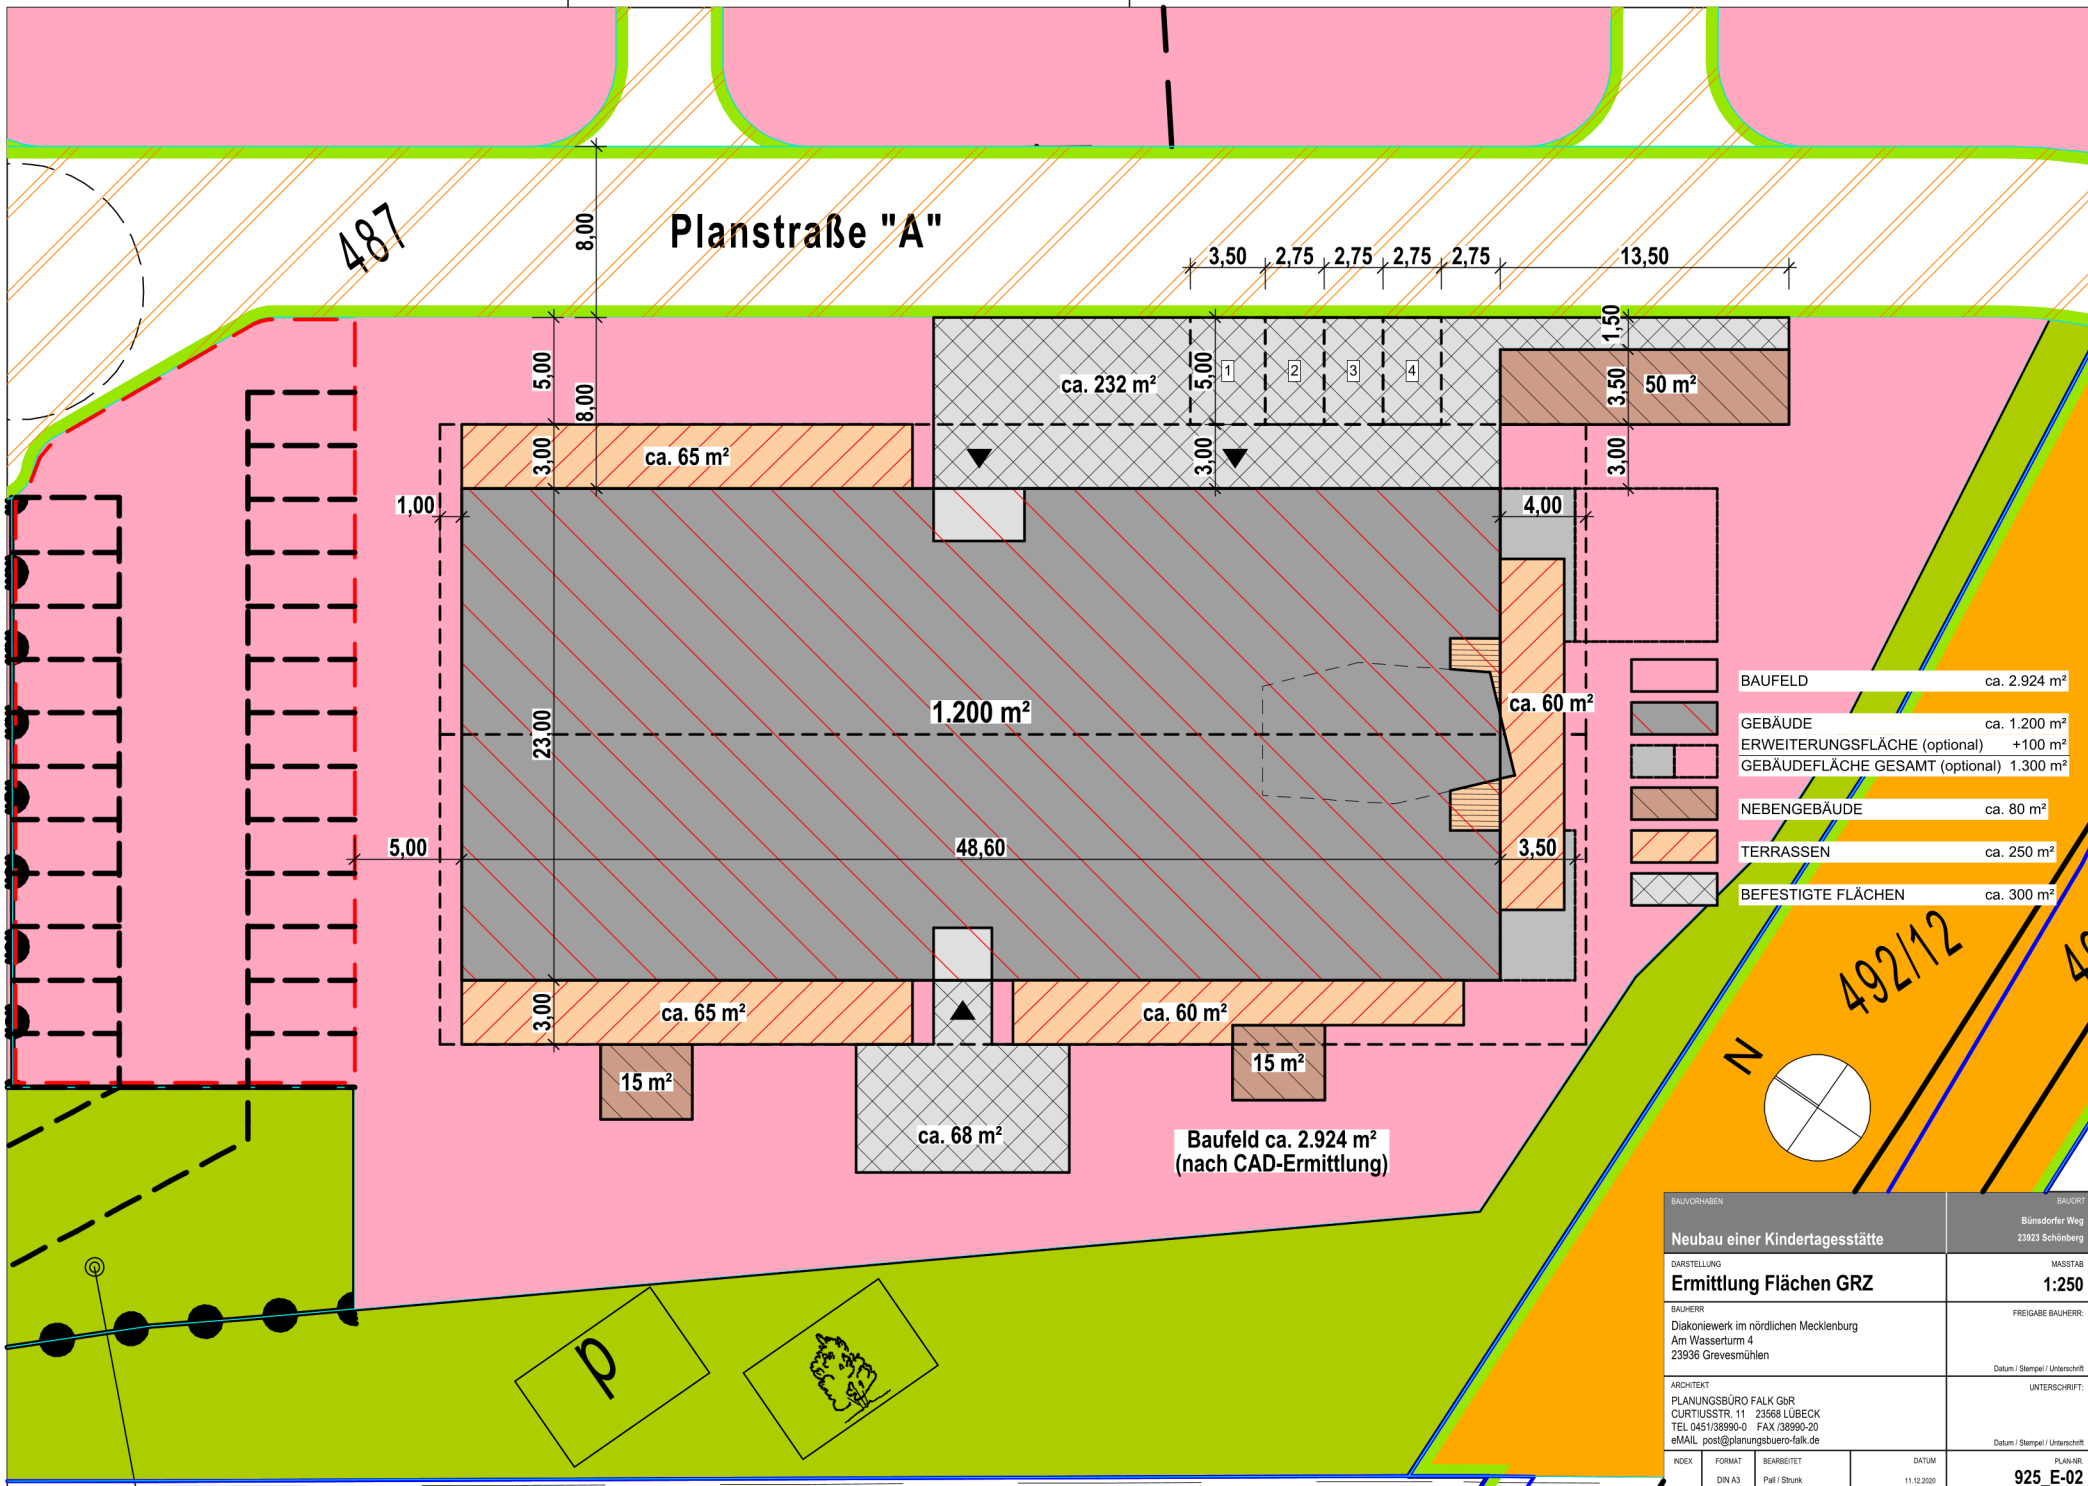 487
Planstraße "A"
8,00
3,50
2,75
2,75
2,75
2,75
13,50
5,00
8,00
3,00
ca. 232 m²
5,00
1
2
3
4
1,50
3,50
50 m²
3,00
3,00
ca. 65 m²
1,00
4,00
1.200 m²
23,00
ca. 60 m²
5,00
48,60
3,50
BAUFELD ca. 2.924 m²
GEBÄUDE ca. 1.200 m²
ERWEITERUNGSFLÄCHE (optional) +100 m²
GEBÄUDEFLÄCHE GESAMT (optional) 1.300 m²
NEBENGEBÄUDE ca. 80 m²
TERRASSEN ca. 250 m²
BEFESTIGTE FLÄCHEN ca. 300 m²
492/12
3,00
ca. 65 m²
ca. 60 m²
15 m²
15 m²
ca. 68 m²
Baufeld ca. 2.924 m²
(nach CAD-Ermittlung)
N
p
BAUVORHABEN
Neubau einer Kindertagesstätte
BAUORT
Bünsdorfer Weg
23923 Schönberg
DARSTELLUNG
Ermittlung Flächen GRZ
MASSTAB
1:250
BAUHERR
Diakoniewerk im nördlichen Mecklenburg
Am Wasserturm 4
23936 Grevesmühlen
FREIGABE BAUHERR:
Datum / Stempel / Unterschrift
ARCHITEKT
PLANUNGSBÜRO FALK GbR
CURTIUSSTR. 11 23568 LÜBECK
TEL 0451/38990-0 FAX /38990-20
eMAIL post@planungsbuero-falk.de
UNTERSCHRIFT:
Datum / Stempel / Unterschrift
INDEX
FORMAT
DIN A3
BEARBEITET
Pall / Strunk
DATUM
11.12.2020
PLAN-NR.
925_E-02